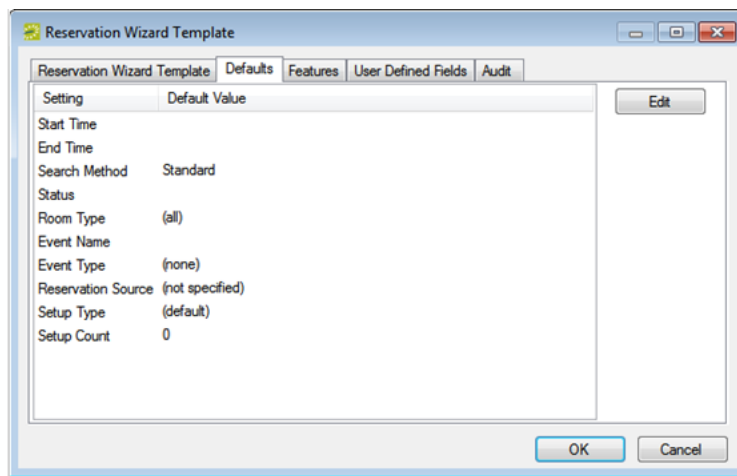 Reservation Wizard Template
Reservation Wizard Template Defaults Features User Defined Fields Audit
Setting Default Value Edit
Start Time
End Time
Search Method Standard
Status
Room Type (all)
Event Name
Event Type (none)
Reservation Source (not specified)
Setup Type (default)
Setup Count 0
OK Cancel